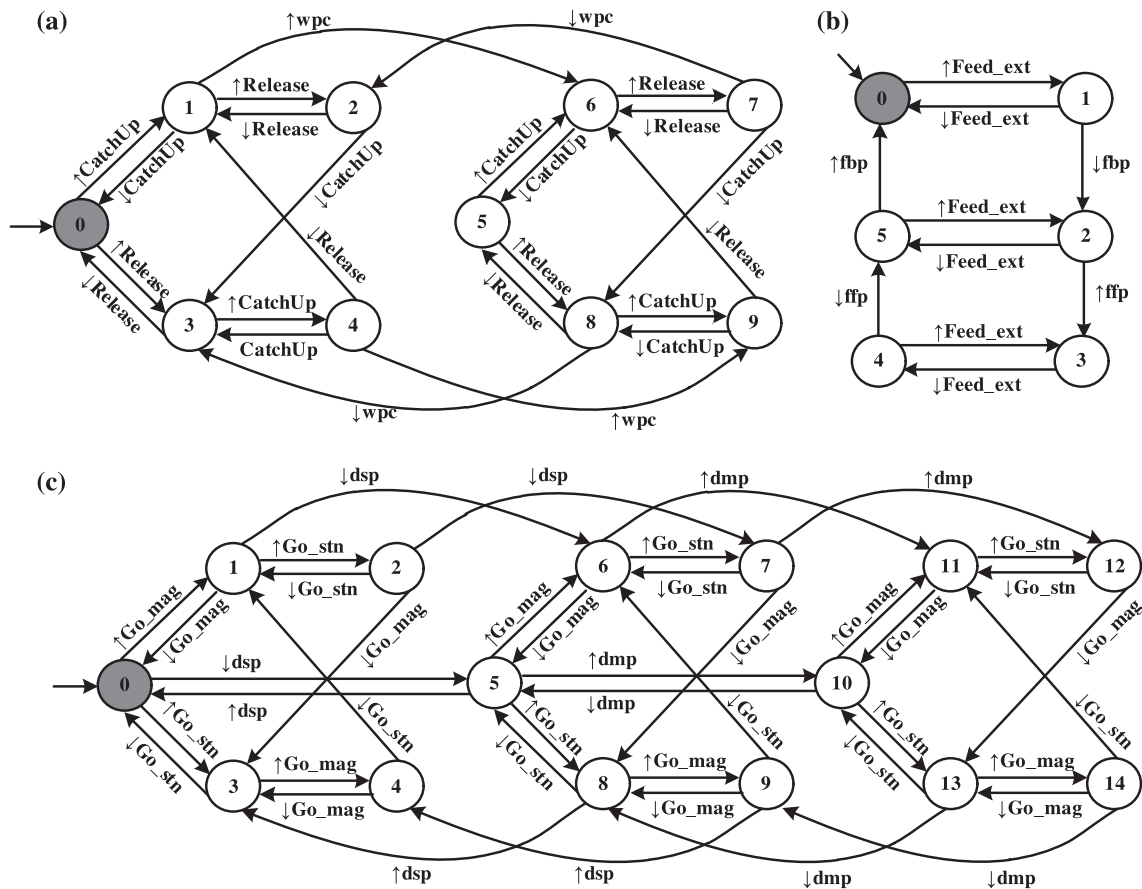 (a)
↑wpc
↓wpc
1
↑Release
↓Release
2
6
↑Release
↓Release
7
↑CatchUp
↓CatchUp
↓CatchUp
↑CatchUp
↓CatchUp
↓CatchUp
0
5
↑Release
↓Release
↓Release
↑Release
↓Release
↓Release
3
↑CatchUp
CatchUp
4
8
↑CatchUp
↓CatchUp
9
↓wpc
↑wpc
(b)
0
↑Feed_ext
↓Feed_ext
1
↑fbp
↓fbp
5
↑Feed_ext
↓Feed_ext
2
↓ffp
↑ffp
4
↑Feed_ext
↓Feed_ext
3
(c)
↓dsp
↓dsp
↑dmp
↑dmp
1
↑Go_stn
↓Go_stn
2
6
↑Go_stn
↓Go_stn
7
11
↑Go_stn
↓Go_stn
12
↑Go_mag
↓Go_mag
↓Go_mag
↑Go_mag
↓Go_mag
↓Go_mag
↑Go_mag
↓Go_mag
↓Go_mag
0
↓dsp
↑dsp
5
↑dmp
↓dmp
10
↑Go_stn
↓Go_stn
↓Go_stn
↑Go_stn
↓Go_stn
↓Go_stn
↑Go_stn
↓Go_stn
↓Go_stn
3
↑Go_mag
↓Go_mag
4
8
↑Go_mag
↓Go_mag
9
13
↑Go_mag
↓Go_mag
14
↑dsp
↑dsp
↓dmp
↓dmp